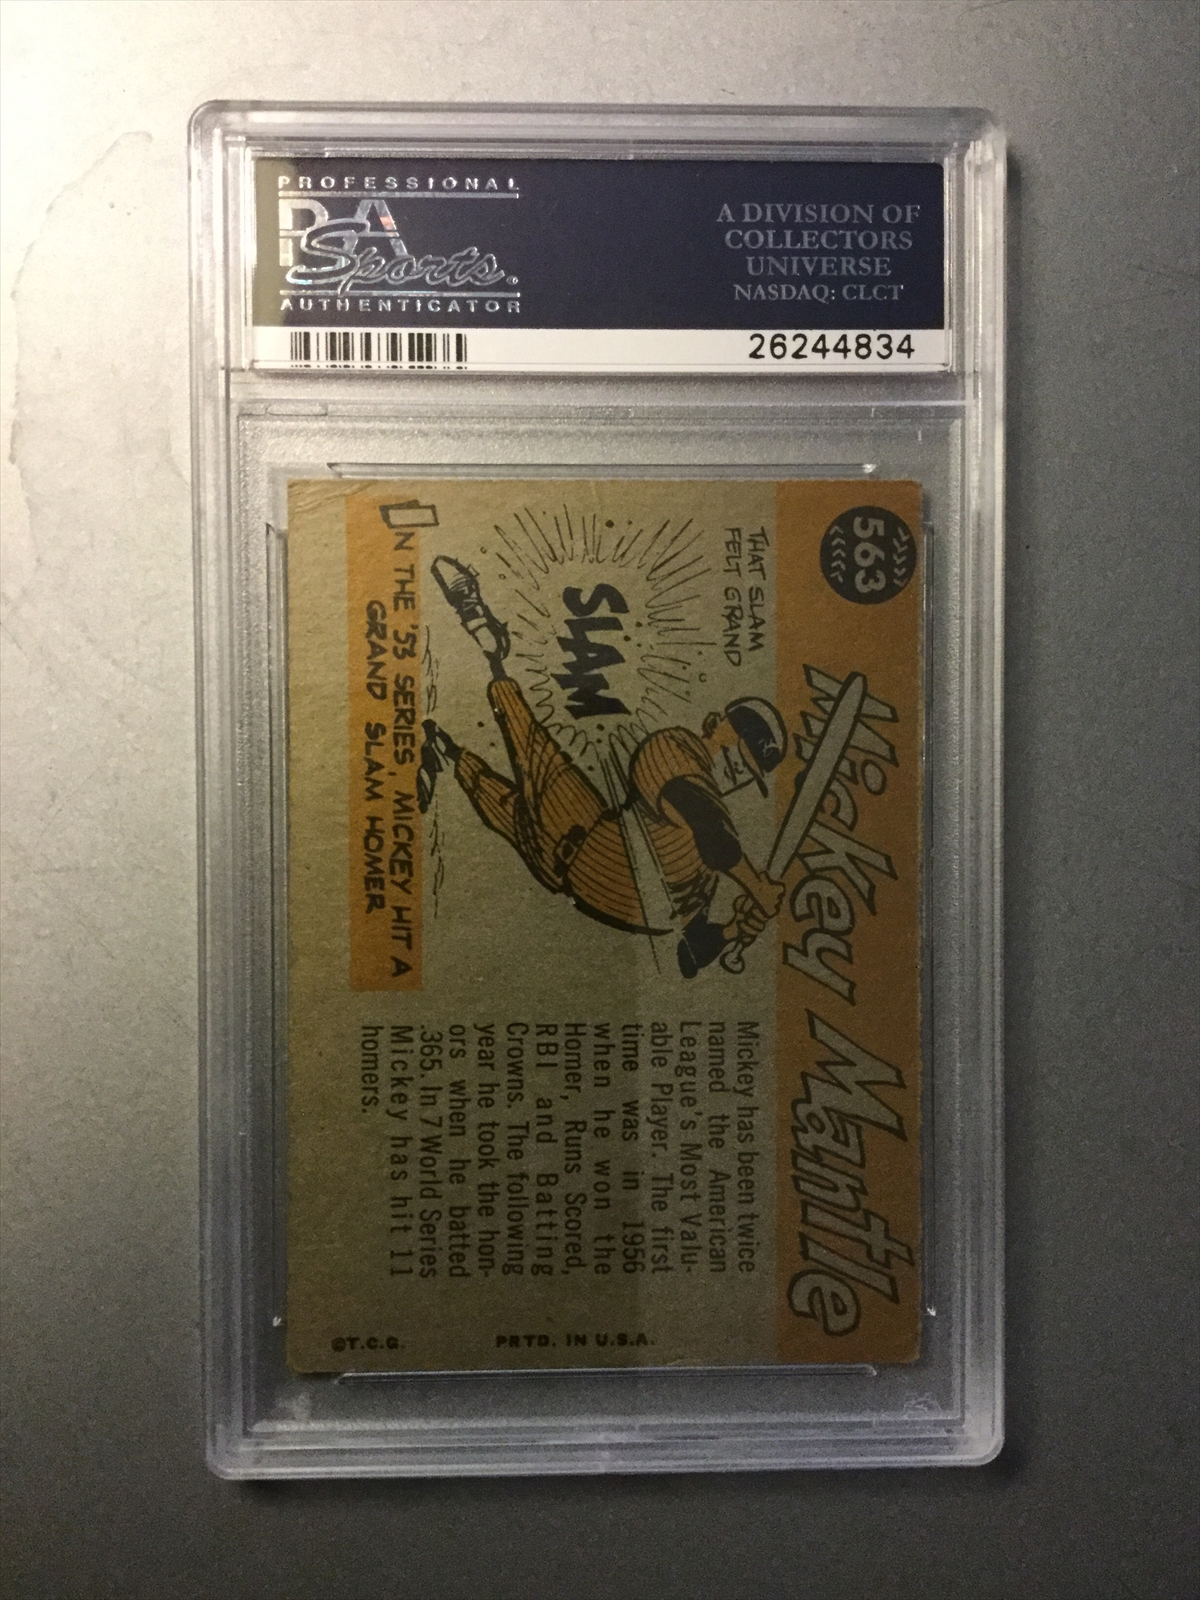 PROFESSIONAL
PSA
Sports.
AUTHENTICATOR
A DIVISION OF
COLLECTORS
UNIVERSE
NASDAQ: CLCT
26244834
563
Mickey Mantle
THAT SLAM
FELT GRAND
SLAM
IN THE '53 SERIES, MICKEY HIT A
GRAND SLAM HOMER
Mickey has been twice
named the American
League's Most Valu-
able Player. The first
time was in 1956
when he won the
Homer, Runs Scored,
RBI and Batting
Crowns. The following
year he took the hon-
ors when he batted
.365. In 7 World Series
Mickey has hit 11
homers.
©T.C.G.
PRTD. IN U.S.A.